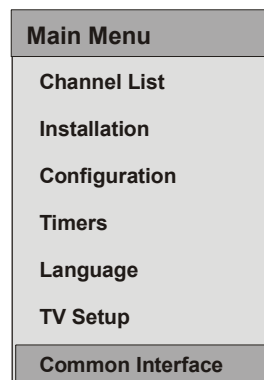 Main Menu
Channel List
Installation
Configuration
Timers
Language
TV Setup
Common Interface